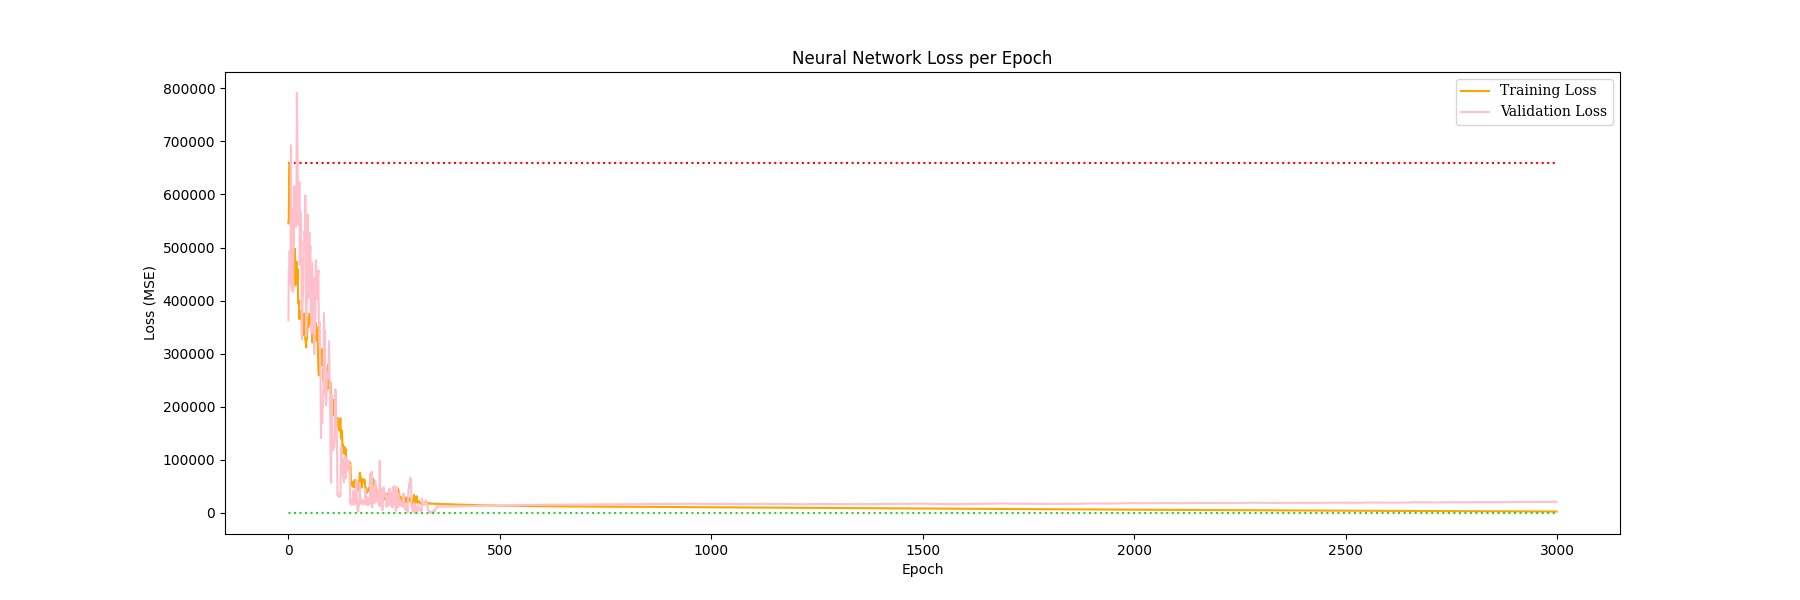 Neural Network Loss per Epoch
Training Loss
Validation Loss
800000
700000
600000
500000
400000
300000
200000
100000
0
Loss (MSE)
0 500 1000 1500 2000 2500 3000
Epoch